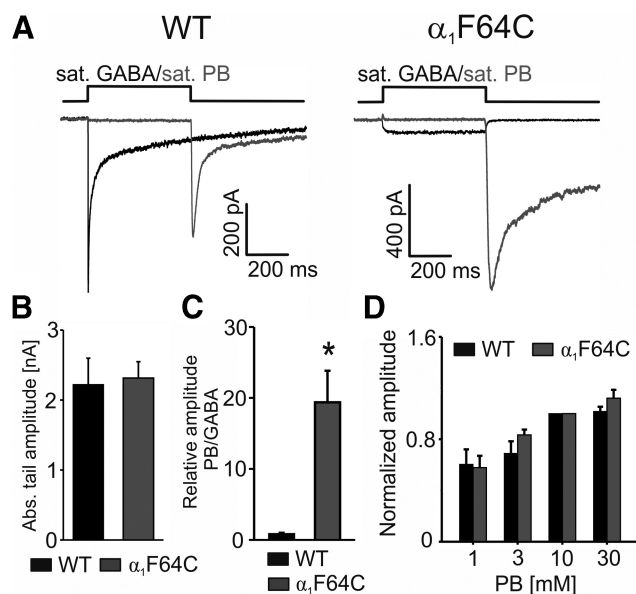 A
WT
α₁F64C
sat. GABA/sat. PB
sat. GABA/sat. PB
200 pA
200 ms
400 pA
200 ms
B
Abs. tail amplitude [nA]
3
2
1
0
WT
α₁F64C
C
Relative amplitude
PB/GABA
30
20
10
0
*
WT
α₁F64C
D
Normalized amplitude
1.6
0.8
0
WT
α₁F64C
1 3 10 30
PB [mM]